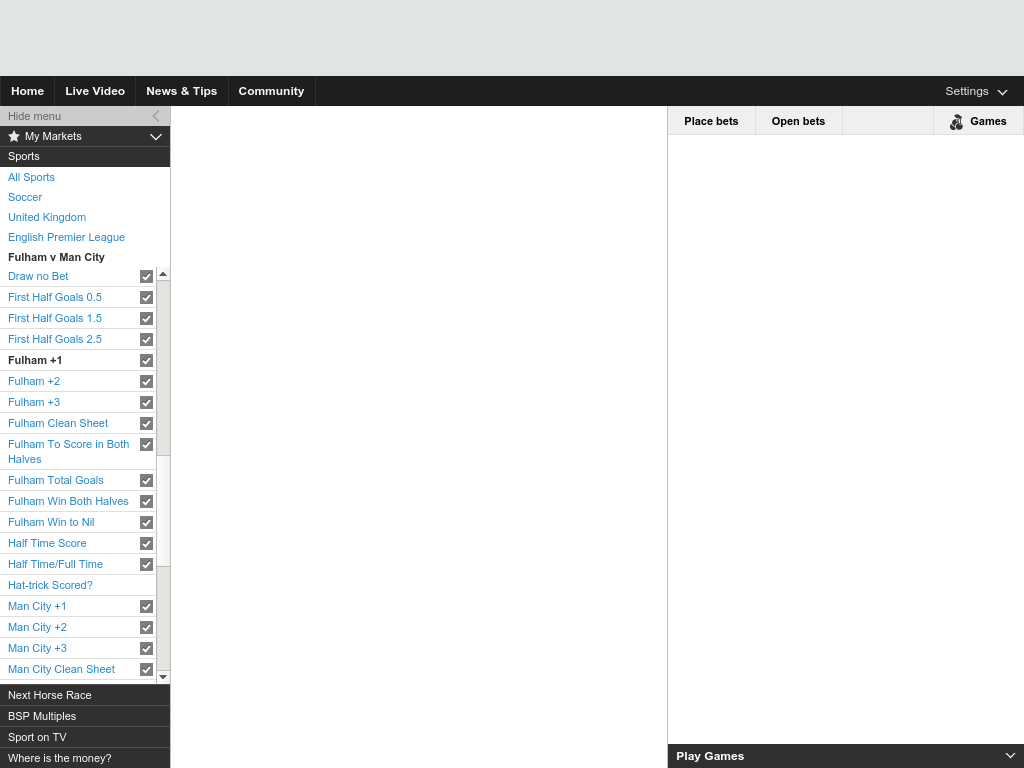 Home
Live Video
News & Tips
Community
Settings
Hide menu
My Markets
Sports
All Sports
Soccer
United Kingdom
English Premier League
Fulham v Man City
Draw no Bet
First Half Goals 0.5
First Half Goals 1.5
First Half Goals 2.5
Fulham +1
Fulham +2
Fulham +3
Fulham Clean Sheet
Fulham To Score in Both
Halves
Fulham Total Goals
Fulham Win Both Halves
Fulham Win to Nil
Half Time Score
Half Time/Full Time
Hat-trick Scored?
Man City +1
Man City +2
Man City +3
Man City Clean Sheet
Next Horse Race
BSP Multiples
Sport on TV
Where is the money?
Place bets
Open bets
Games
Play Games